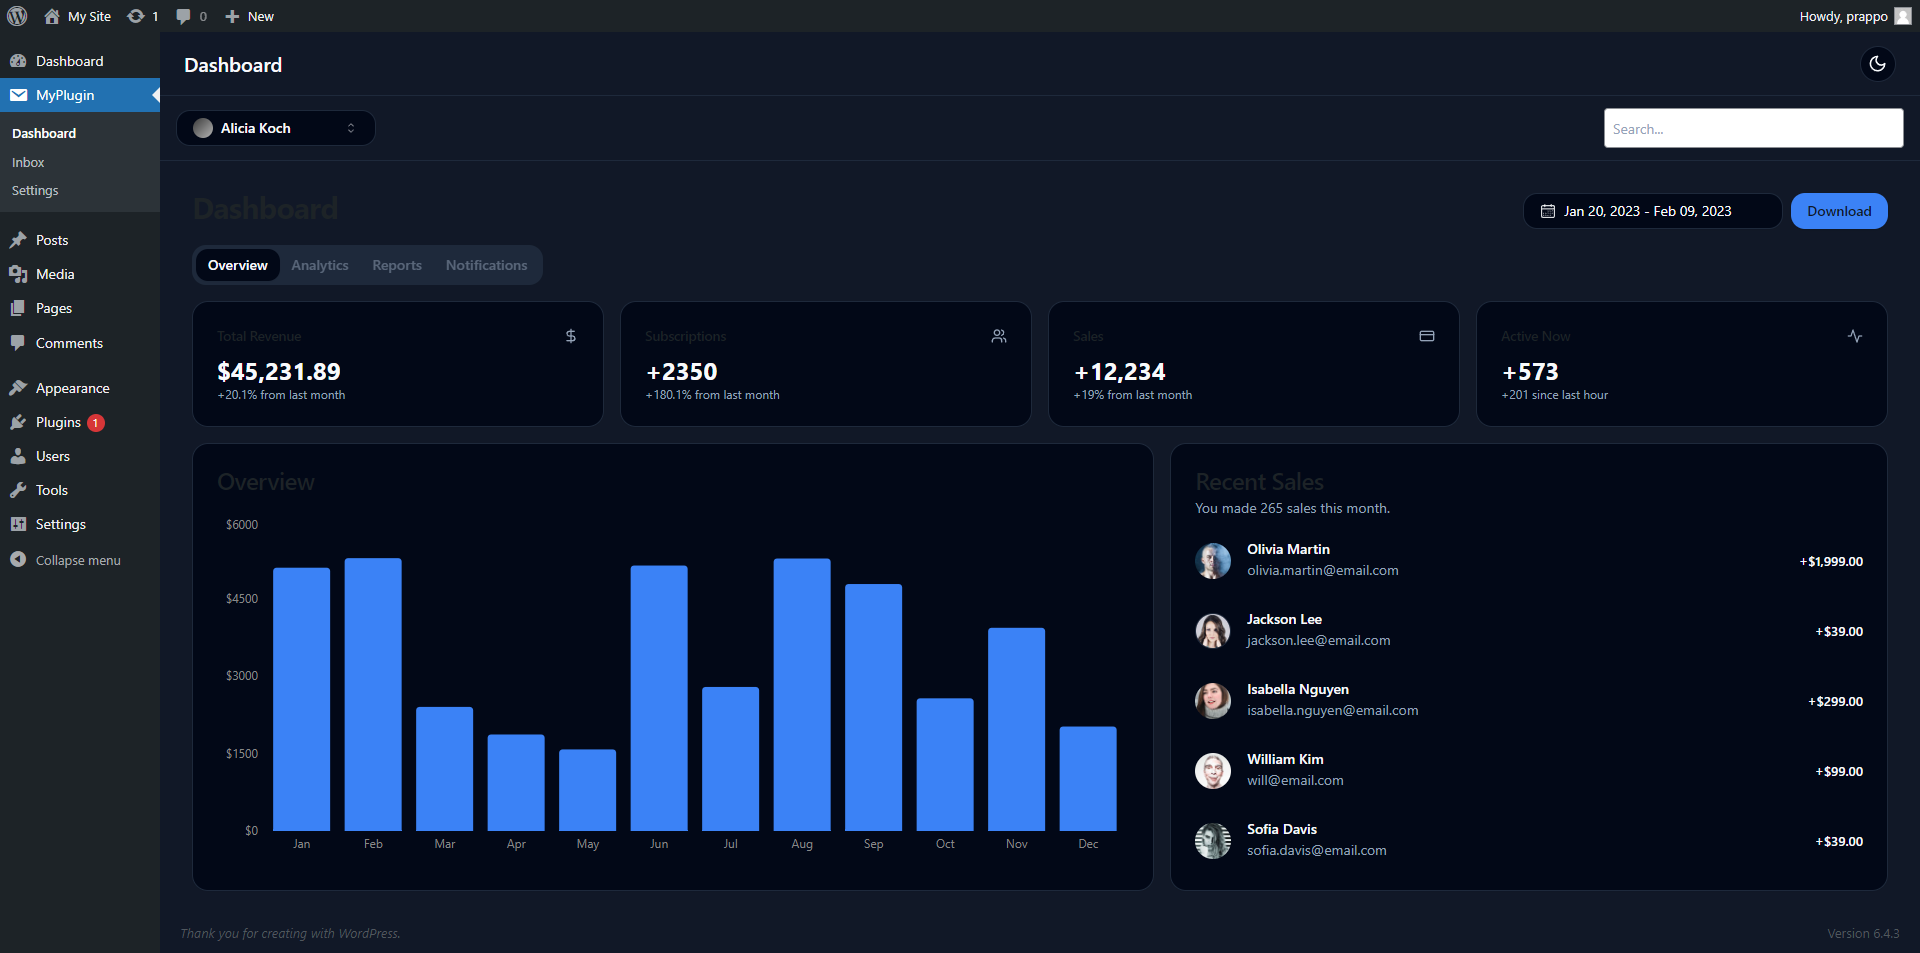 My Site 1 0 New Howdy, prappo
Dashboard
MyPlugin
Dashboard
Inbox
Settings
Posts
Media
Pages
Comments
Appearance
Plugins 1
Users
Tools
Settings
Collapse menu
Dashboard
Alicia Koch Search...
Dashboard Jan 20, 2023 - Feb 09, 2023 Download
Overview Analytics Reports Notifications
Total Revenue $
$45,231.89
+20.1% from last month
Subscriptions
+2350
+180.1% from last month
Sales
+12,234
+19% from last month
Active Now
+573
+201 since last hour
Overview
$6000
$4500
$3000
$1500
$0
Jan Feb Mar Apr May Jun Jul Aug Sep Oct Nov Dec
Recent Sales
You made 265 sales this month.
Olivia Martin
olivia.martin@email.com
+$1,999.00
Jackson Lee
jackson.lee@email.com
+$39.00
Isabella Nguyen
isabella.nguyen@email.com
+$299.00
William Kim
will@email.com
+$99.00
Sofia Davis
sofia.davis@email.com
+$39.00
Thank you for creating with WordPress. Version 6.4.3